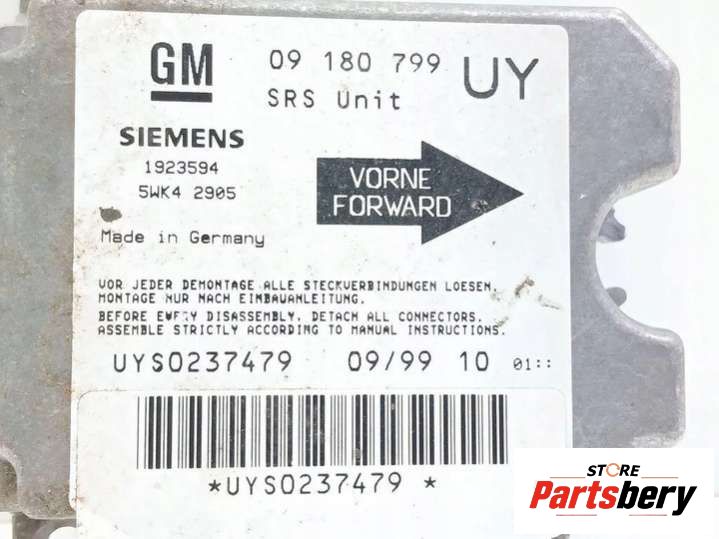 GM 09 180 799 UY
SRS Unit
SIEMENS
1923594
5WK4 2905
VORNE
FORWARD
Made in Germany
VOR JEDER DEMONTAGE ALLE STECKVERBINDUNGEN LOESEN.
MONTAGE NUR NACH EINBAUANLEITUNG.
BEFORE EVERY DISASSEMBLY, DETACH ALL CONNECTORS.
ASSEMBLE STRICTLY ACCORDING TO MANUAL INSTRUCTIONS.
UYS0237479 09/99 10 01::
*UYS0237479 *
STORE
Partsbery